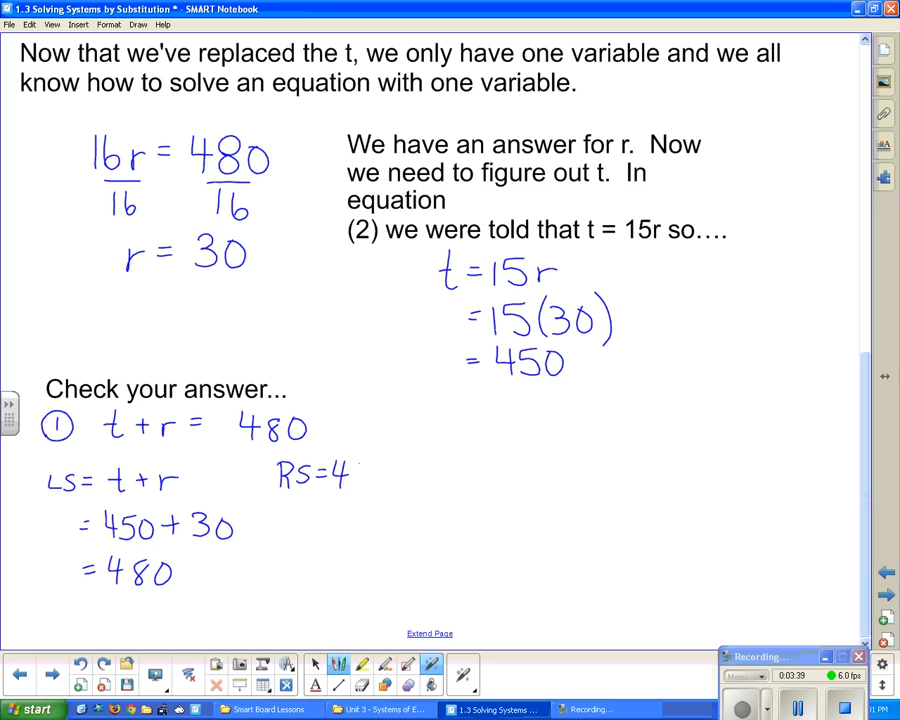 1.3 Solving Systems by Substitution * - SMART Notebook
File Edit View Insert Format Draw Help
Now that we've replaced the t, we only have one variable and we all
know how to solve an equation with one variable.
16r = 480
16 16
r = 30
We have an answer for r. Now
we need to figure out t. In
equation
(2) we were told that t = 15r so....
t = 15r
= 15(30)
= 450
Check your answer...
① t + r = 480
LS = t + r RS = 4
= 450 + 30
= 480
Extend Page
Recording...
Menu
0:03:39 6.0 fps
start Smart Board Lessons Unit 3 - Systems of E... 1.3 Solving Systems ... Recording... 01 PM